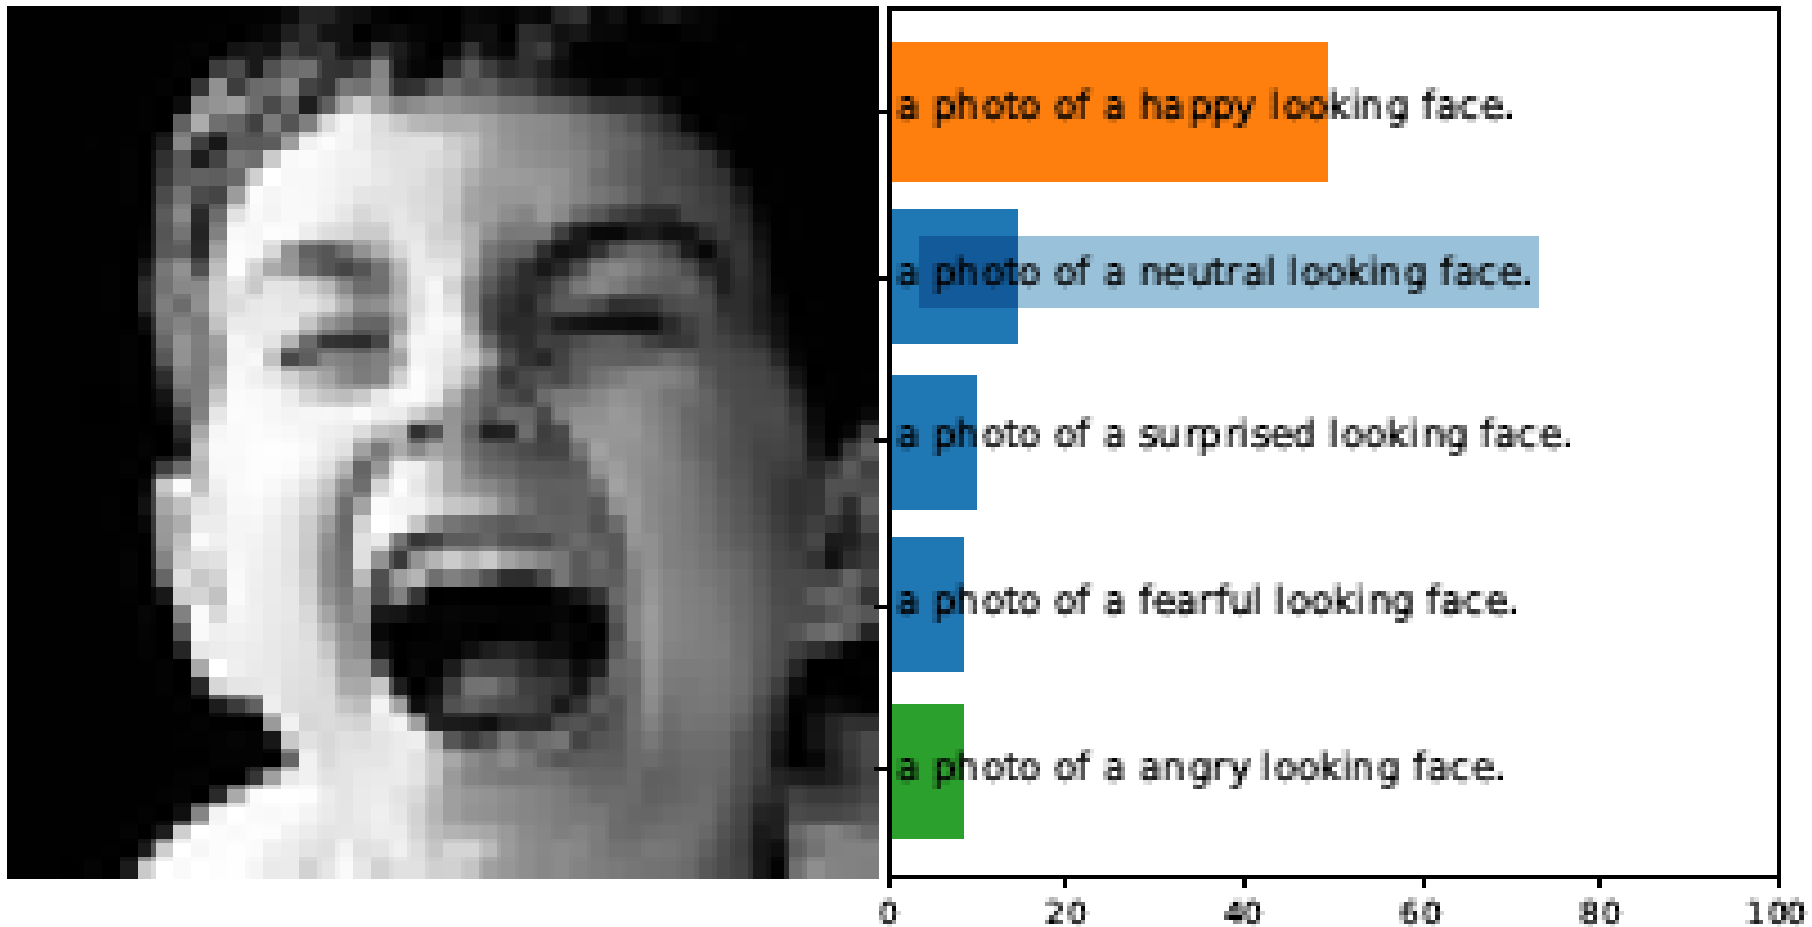 a photo of a happy looking face.
a photo of a neutral looking face.
a photo of a surprised looking face.
a photo of a fearful looking face.
a photo of a angry looking face.
0 20 40 60 80 100